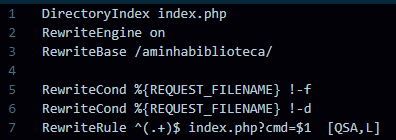 1 DirectoryIndex index.php
2 RewriteEngine on
3 RewriteBase /aminhabiblioteca/
4
5 RewriteCond %{REQUEST_FILENAME} !-f
6 RewriteCond %{REQUEST_FILENAME} !-d
7 RewriteRule ^(.+)$ index.php?cmd=$1  [QSA,L]